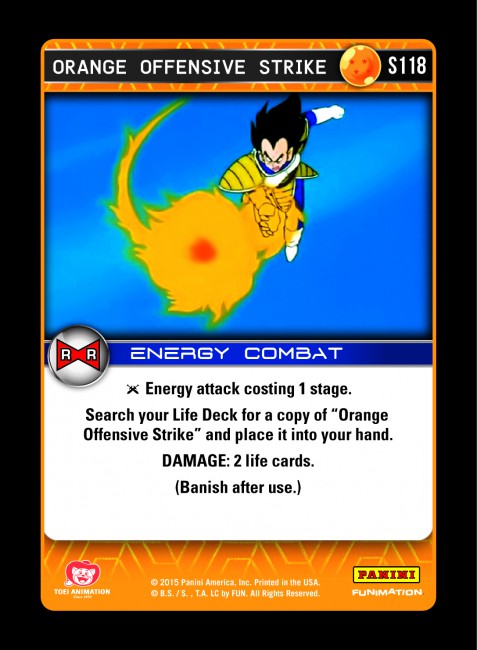 ORANGE OFFENSIVE STRIKE S118
R R
ENERGY COMBAT
Energy attack costing 1 stage.
Search your Life Deck for a copy of “Orange
Offensive Strike” and place it into your hand.
DAMAGE: 2 life cards.
(Banish after use.)
TOEI ANIMATION
© 2015 Panini America, Inc. Printed in the USA.
© B.S. / S. , T.A. LC by FUN. All Rights Reserved.
PANINI
FUNIMATION